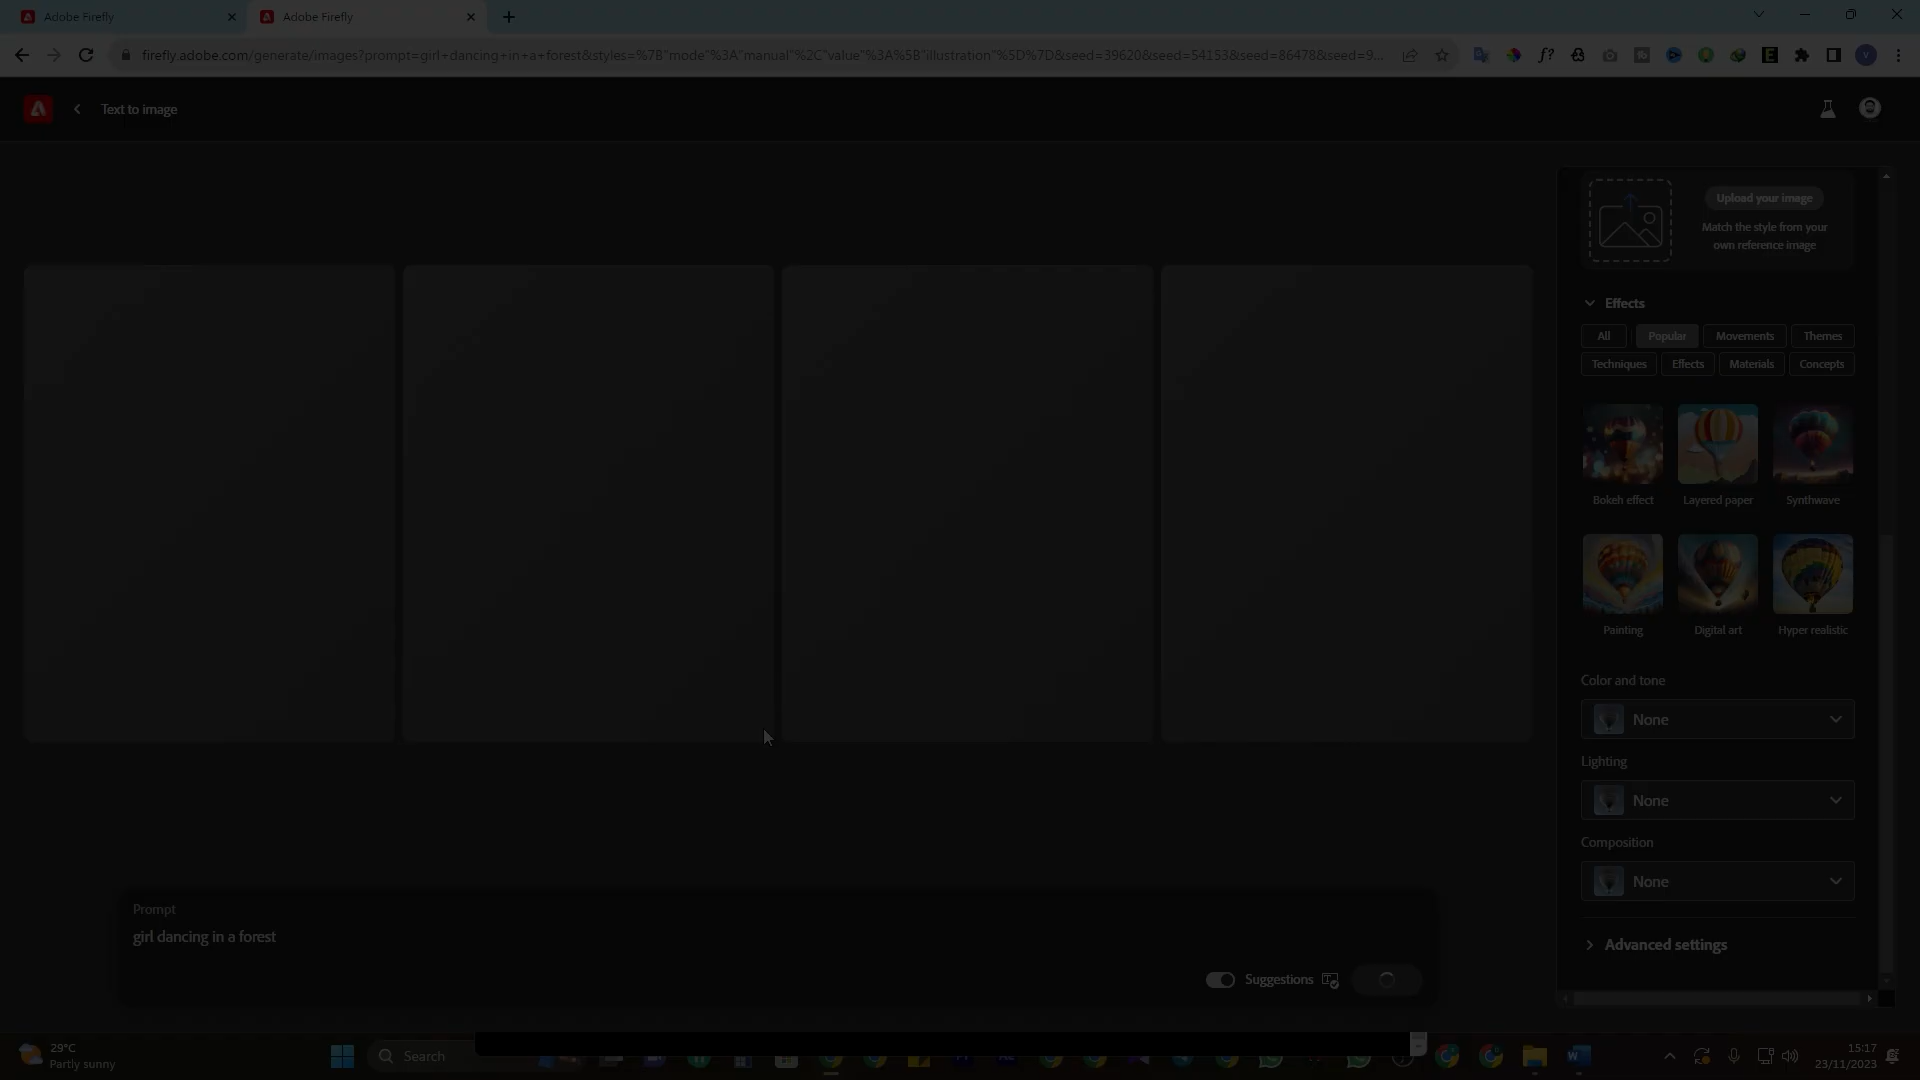 Adobe Firefly
Adobe Firefly
firefly.adobe.com/generate/images?prompt=girl+dancing+in+a+forest&styles=%7B"mode"%3A"manual"%2C"value"%3A%5B"illustration"%5D%7D&seed=39620&seed=54153&seed=86478&seed=9...
Text to image
Upload your image
Match the style from your
own reference image
Effects
All Popular Movements Themes
Techniques Effects Materials Concepts
Bokeh effect Layered paper Synthwave
Painting Digital art Hyper realistic
Color and tone
None
Lighting
None
Composition
None
Advanced settings
Prompt
girl dancing in a forest
Suggestions
29°C
Partly sunny
Search
15:17
23/11/2023